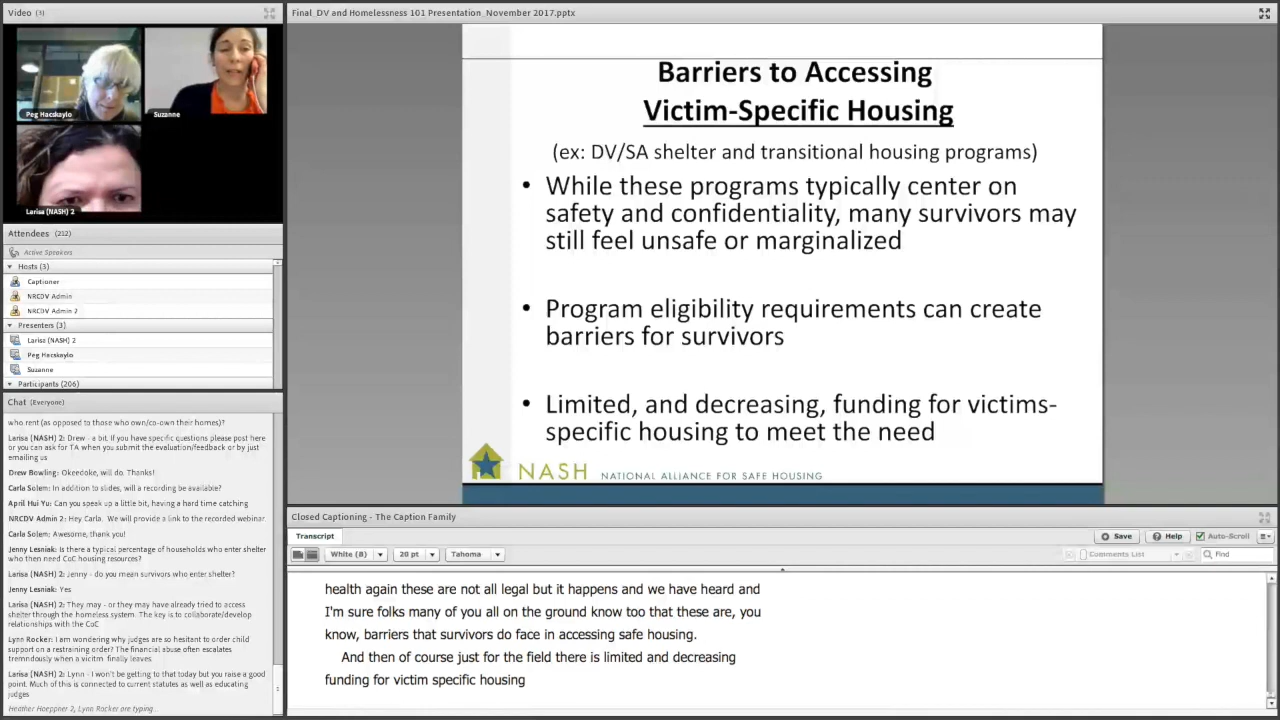 Video (3)
Peg Hacskaylo
Suzanne
Larisa (NASH) 2
Attendees (212)
Active Speakers
Hosts (3)
Captioner
NRCDV Admin
NRCDV Admin 2
Presenters (3)
Larisa (NASH) 2
Peg Hacskaylo
Suzanne
Participants (206)
Chat (Everyone)
who rent (as opposed to those who own/co-own their homes)?
Larisa (NASH) 2: Drew - a bit. If you have specific questions please post here
or you can ask for TA when you submit the evaluation/feedback or by just
emailing us
Drew Bowling: Okeedoke, will do. Thanks!
Carla Solem: In addition to slides, will a recording be available?
April Hui Yu: Can you speak up a little bit, having a hard time catching
NRCDV Admin 2: Hey Carla. We will provide a link to the recorded webinar.
Carla Solem: Awesome, thank you!
Jenny Lesniak: Is there a typical percentage of households who enter shelter
who then need CoC housing resources?
Larisa (NASH) 2: Jenny - do you mean survivors who enter shelter?
Jenny Lesniak: Yes
Larisa (NASH) 2: They may - or they may have already tried to access
shelter through the homeless system. The key is to collaborate/develop
relationships with the CoC
Lynn Rocker: I am wondering why judges are so hesitant to order child
support on a restraining order? The financial abuse often escalates
tremdnously when a victim finally leaves
Larisa (NASH) 2: Lynn - I won't be getting to that today but you raise a good
point. Much of this is connected to current statutes as well as educating
judges
Heather Hoeppner 2, Lynn Rocker are typing...
Final_DV and Homelessness 101 Presentation_November 2017.pptx
Barriers to Accessing
Victim-Specific Housing
(ex: DV/SA shelter and transitional housing programs)
• While these programs typically center on
safety and confidentiality, many survivors may
still feel unsafe or marginalized
• Program eligibility requirements can create
barriers for survivors
• Limited, and decreasing, funding for victims-
specific housing to meet the need
NASH NATIONAL ALLIANCE FOR SAFE HOUSING
Closed Captioning - The Caption Family
Transcript
Save
Help
Auto-Scroll
White (B)
20 pt
Tahoma
Comments List
Find
health again these are not all legal but it happens and we have heard and
I'm sure folks many of you all on the ground know too that these are, you
know, barriers that survivors do face in accessing safe housing.
And then of course just for the field there is limited and decreasing
funding for victim specific housing